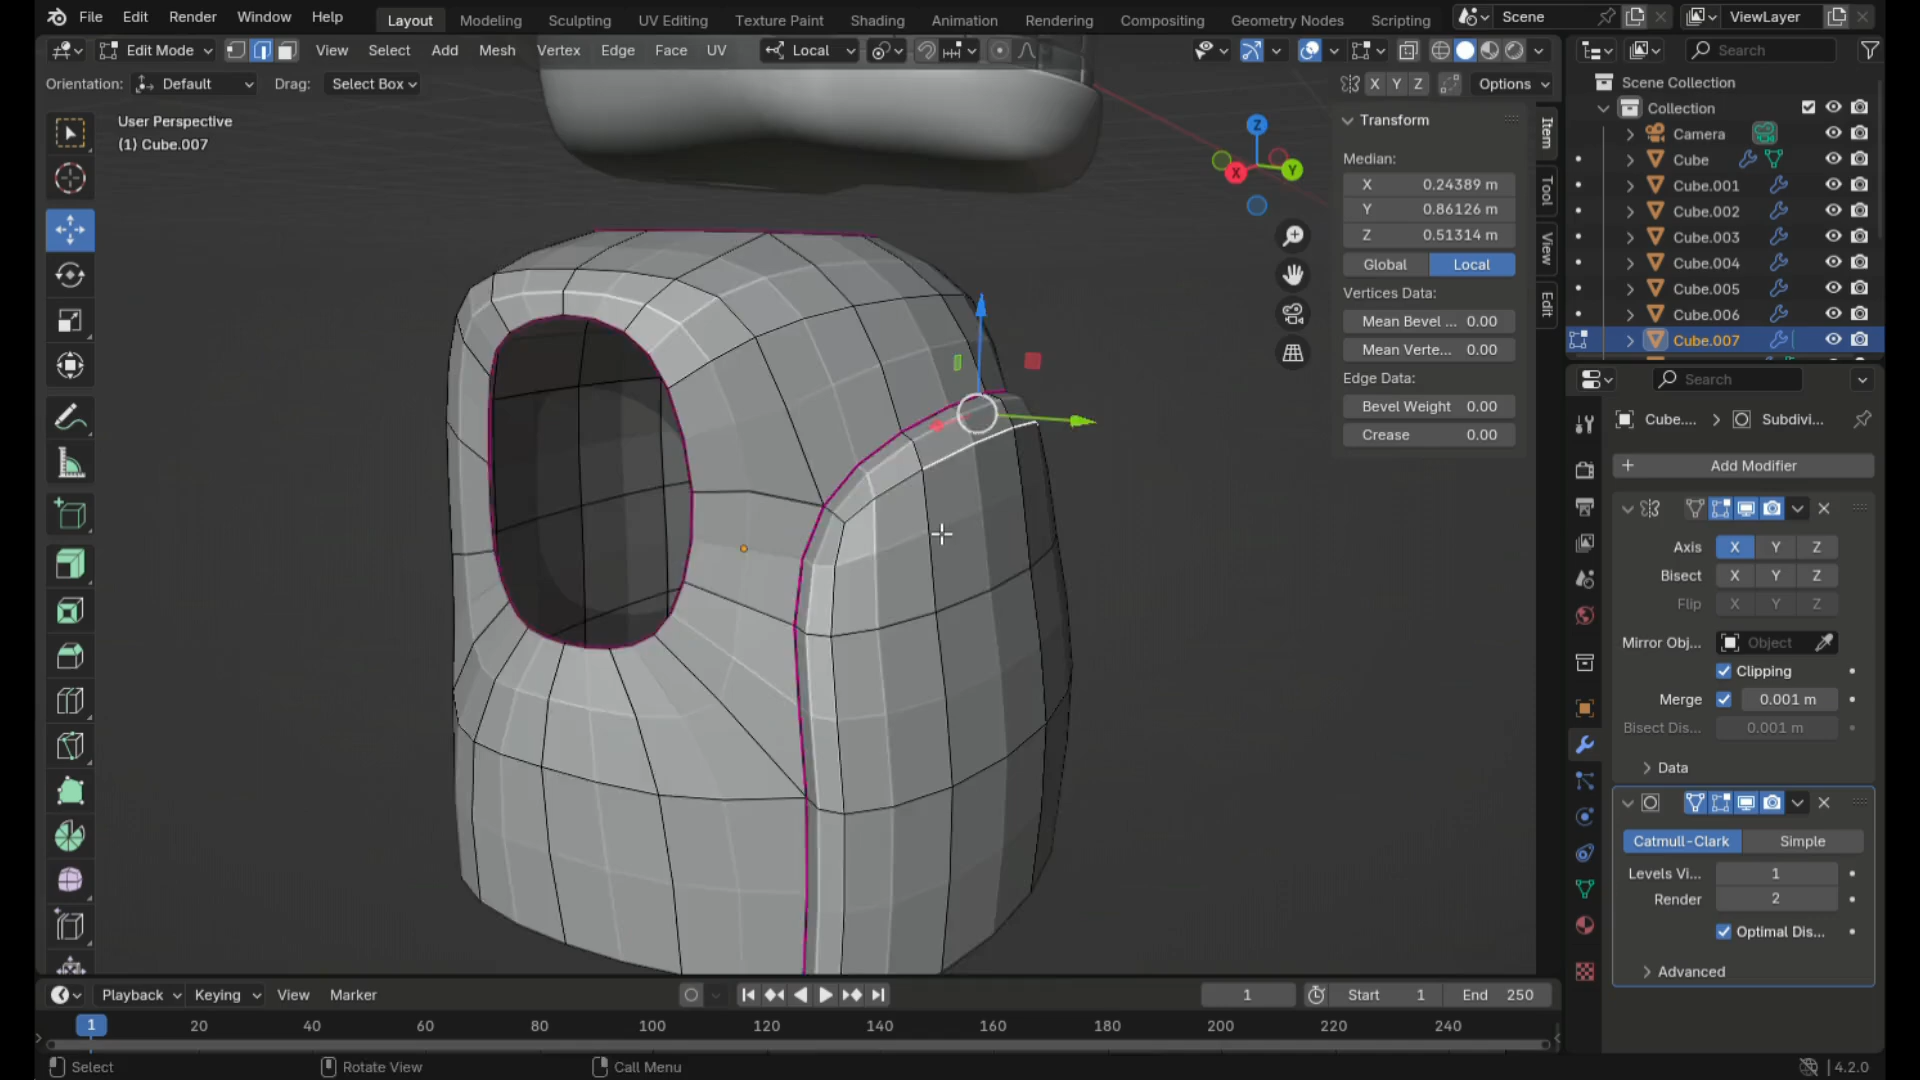 File Edit Render Window Help Layout Modeling Sculpting UV Editing Texture Paint Shading Animation Rendering Compositing Geometry Nodes Scripting Scene ViewLayer
Edit Mode View Select Add Mesh Vertex Edge Face UV Local Search
Orientation: Default Drag: Select Box X Y Z Options
User Perspective
(1) Cube.007
Z
X
Y
Transform
Median:
X 0.24389 m
Y 0.86126 m
Z 0.51314 m
Global Local
Vertices Data:
Mean Bevel ... 0.00
Mean Verte... 0.00
Edge Data:
Bevel Weight 0.00
Crease 0.00
Item
Tool
View
Edit
Scene Collection
Collection
Camera
Cube
Cube.001
Cube.002
Cube.003
Cube.004
Cube.005
Cube.006
Cube.007
Search
Cube.... > Subdivi...
+ Add Modifier
Axis X Y Z
Bisect X Y Z
Flip X Y Z
Mirror Obj... Object
Clipping
Merge 0.001 m
Bisect Dis... 0.001 m
Data
Catmull-Clark Simple
Levels Vi... 1
Render 2
Optimal Dis...
Advanced
Playback Keying View Marker 1 Start 1 End 250
1 20 40 60 80 100 120 140 160 180 200 220 240
Select Rotate View Call Menu 4.2.0